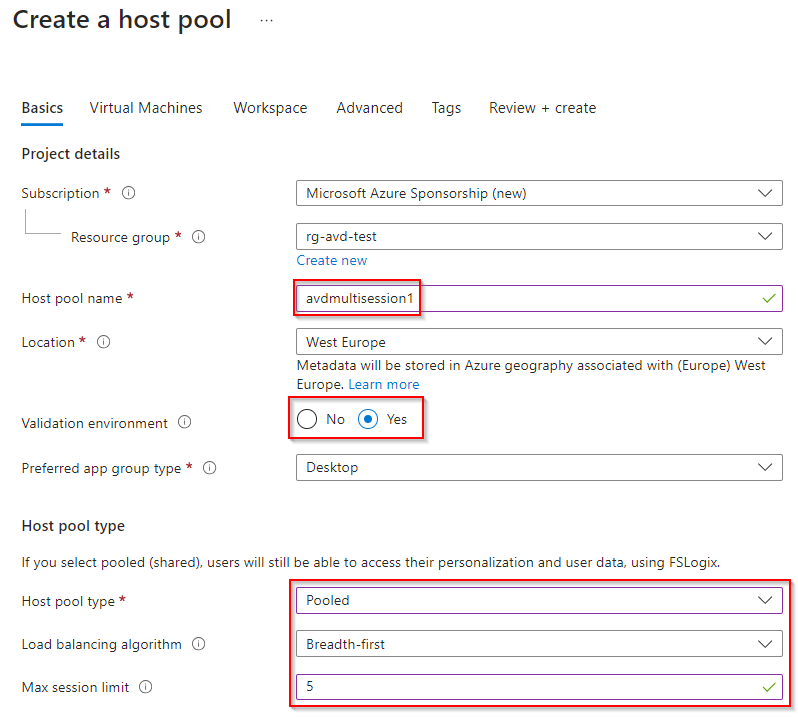 Create a host pool ...
Basics Virtual Machines Workspace Advanced Tags Review + create
Project details
Subscription * Microsoft Azure Sponsorship (new)
Resource group * rg-avd-test
Create new
Host pool name * avdmultisession1
Location * West Europe
Metadata will be stored in Azure geography associated with (Europe) West
Europe. Learn more
Validation environment No Yes
Preferred app group type * Desktop
Host pool type
If you select pooled (shared), users will still be able to access their personalization and user data, using FSLogix.
Host pool type * Pooled
Load balancing algorithm Breadth-first
Max session limit 5